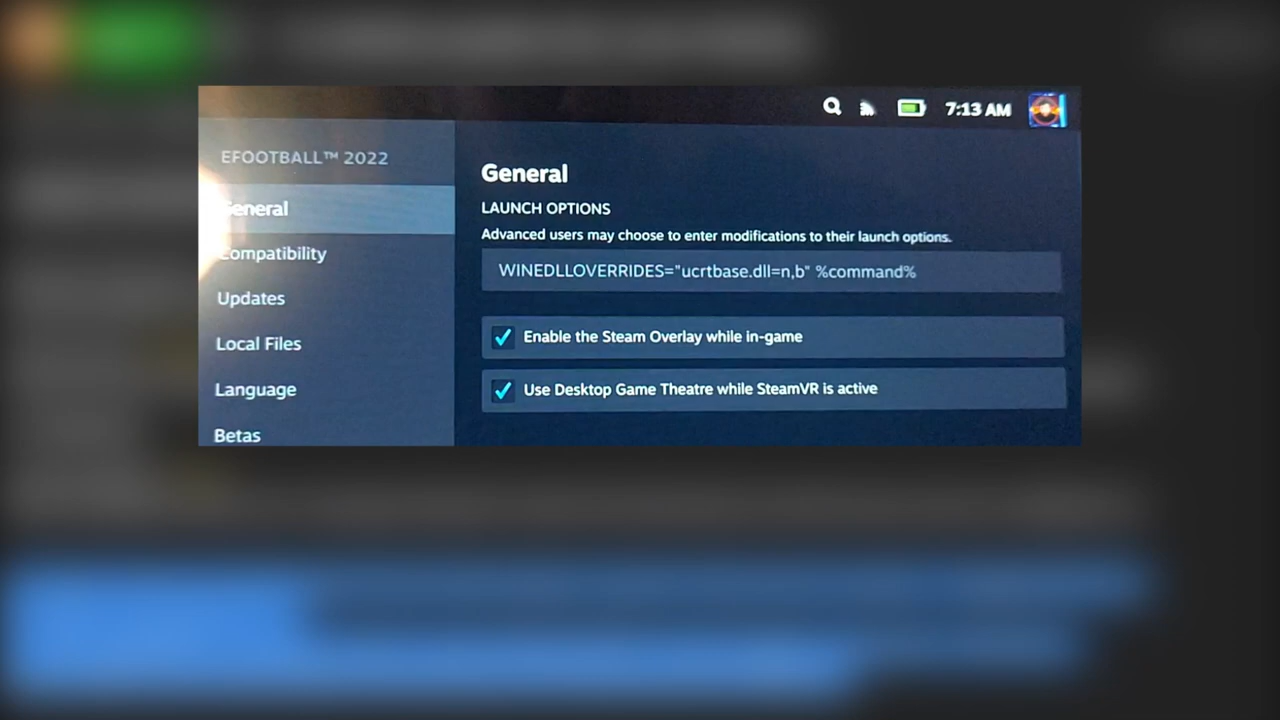 7:13 AM
EFOOTBALL™ 2022
General
Compatibility
Updates
Local Files
Language
Betas
General
LAUNCH OPTIONS
Advanced users may choose to enter modifications to their launch options.
WINEDLLOVERRIDES="ucrtbase.dll=n,b" %command%
Enable the Steam Overlay while in-game
Use Desktop Game Theatre while SteamVR is active